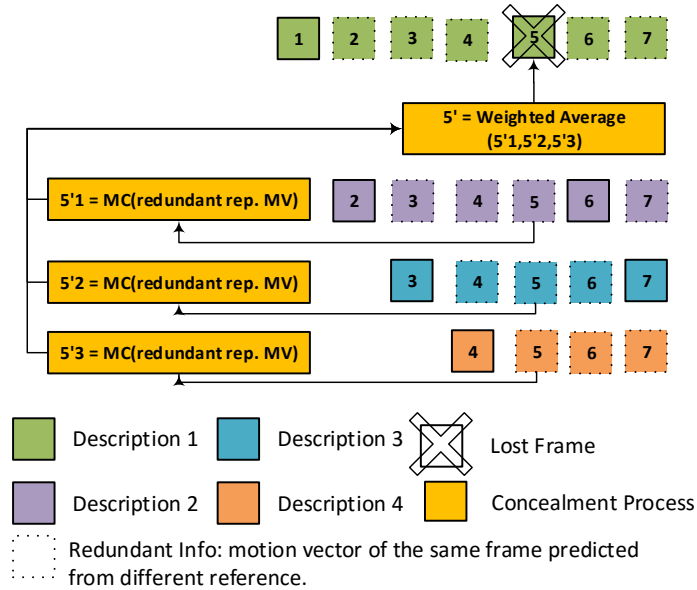 1 2 3 4 5 6 7
5' = Weighted Average
(5'1,5'2,5'3)
5'1 = MC(redundant rep. MV) 2 3 4 5 6 7
5'2 = MC(redundant rep. MV) 3 4 5 6 7
5'3 = MC(redundant rep. MV) 4 5 6 7
Description 1 Description 3 Lost Frame
Description 2 Description 4 Concealment Process
Redundant Info: motion vector of the same frame predicted
from different reference.